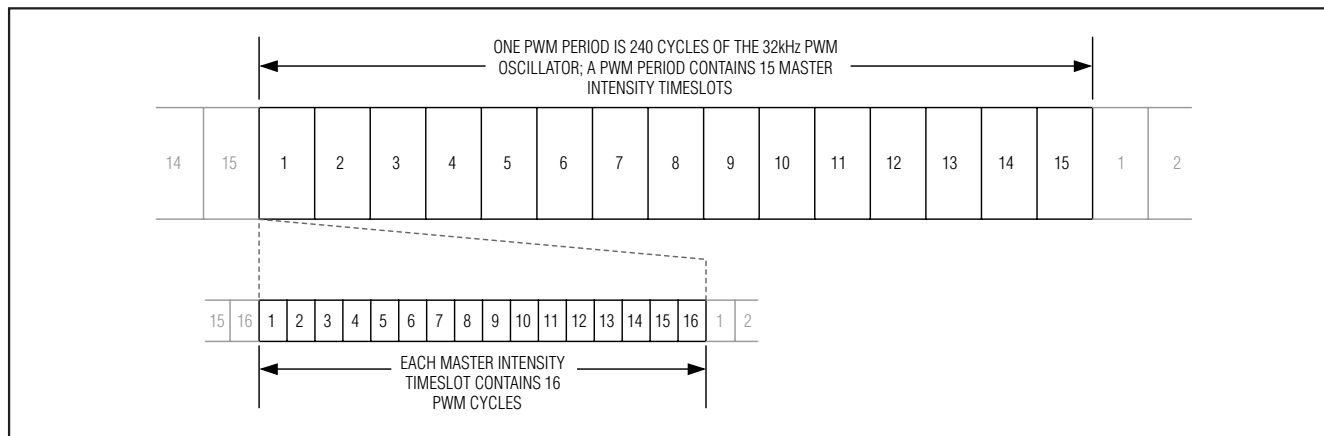 ONE PWM PERIOD IS 240 CYCLES OF THE 32kHz PWM
OSCILLATOR; A PWM PERIOD CONTAINS 15 MASTER
INTENSITY TIMESLOTS
14 15 1 2 3 4 5 6 7 8 9 10 11 12 13 14 15 1 2
15 16 1 2 3 4 5 6 7 8 9 10 11 12 13 14 15 16 1 2
EACH MASTER INTENSITY
TIMESLOT CONTAINS 16
PWM CYCLES